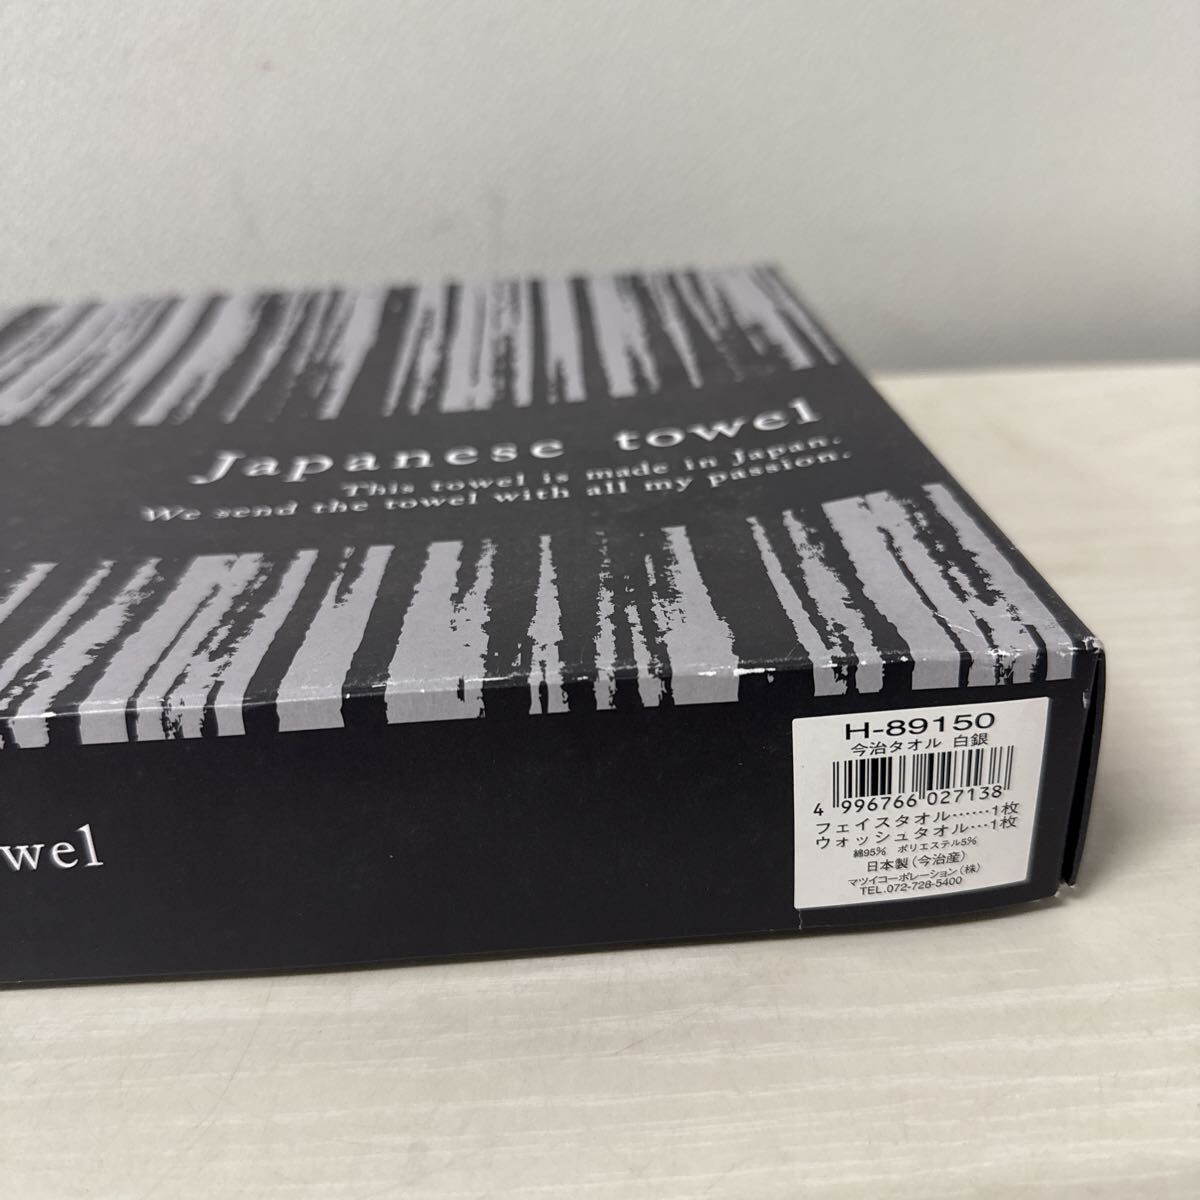 Japanese towel
This towel is made in Japan.
We send the towel with all my passion.
wel
H-89150
今治タオル 白銀
4 996766 027138
フェイスタオル……1枚
ウォッシュタオル…1枚
綿95% ポリエステル5%
日本製(今治産)
マツイコーポレーション(株)
TEL.072-728-5400